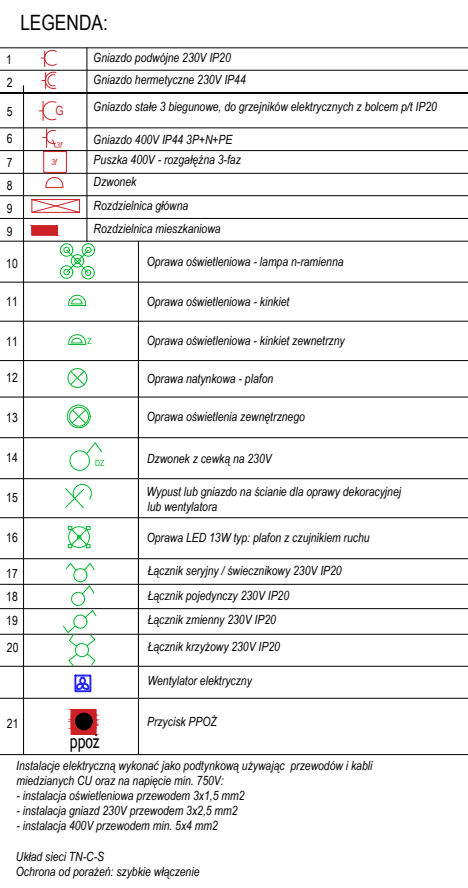 LEGENDA:
1 Gniazdo podwójne 230V IP20
2 Gniazdo hermetyczne 230V IP44
5 G Gniazdo stałe 3 biegunowe, do grzejników elektrycznych z bolcem p/t IP20
6 3f Gniazdo 400V IP44 3P+N+PE
7 3f Puszka 400V - rozgałęźna 3-faz
8 Dzwonek
9 Rozdzielnica główna
9 Rozdzielnica mieszkaniowa
10 Oprawa oświetleniowa - lampa n-ramienna
11 Oprawa oświetleniowa - kinkiet
11 Z Oprawa oświetleniowa - kinkiet zewnetrzny
12 Oprawa natynkowa - plafon
13 Oprawa oświetlenia zewnętrznego
14 DZ Dzwonek z cewką na 230V
15 Wypust lub gniazdo na ścianie dla oprawy dekoracyjnej
lub wentylatora
16 Oprawa LED 13W typ: plafon z czujnikiem ruchu
17 Łącznik seryjny / świecznikowy 230V IP20
18 Łącznik pojedynczy 230V IP20
19 Łącznik zmienny 230V IP20
20 Łącznik krzyżowy 230V IP20
Wentylator elektryczny
21 Przycisk PPOŻ
ppoż
Instalacje elektryczną wykonać jako podtynkową używając przewodów i kabli
miedzianych CU oraz na napięcie min. 750V:
- instalacja oświetleniowa przewodem 3x1,5 mm2
- instalacja gniazd 230V przewodem 3x2,5 mm2
- instalacja 400V przewodem min. 5x4 mm2
Układ sieci TN-C-S
Ochrona od porażeń: szybkie włączenie